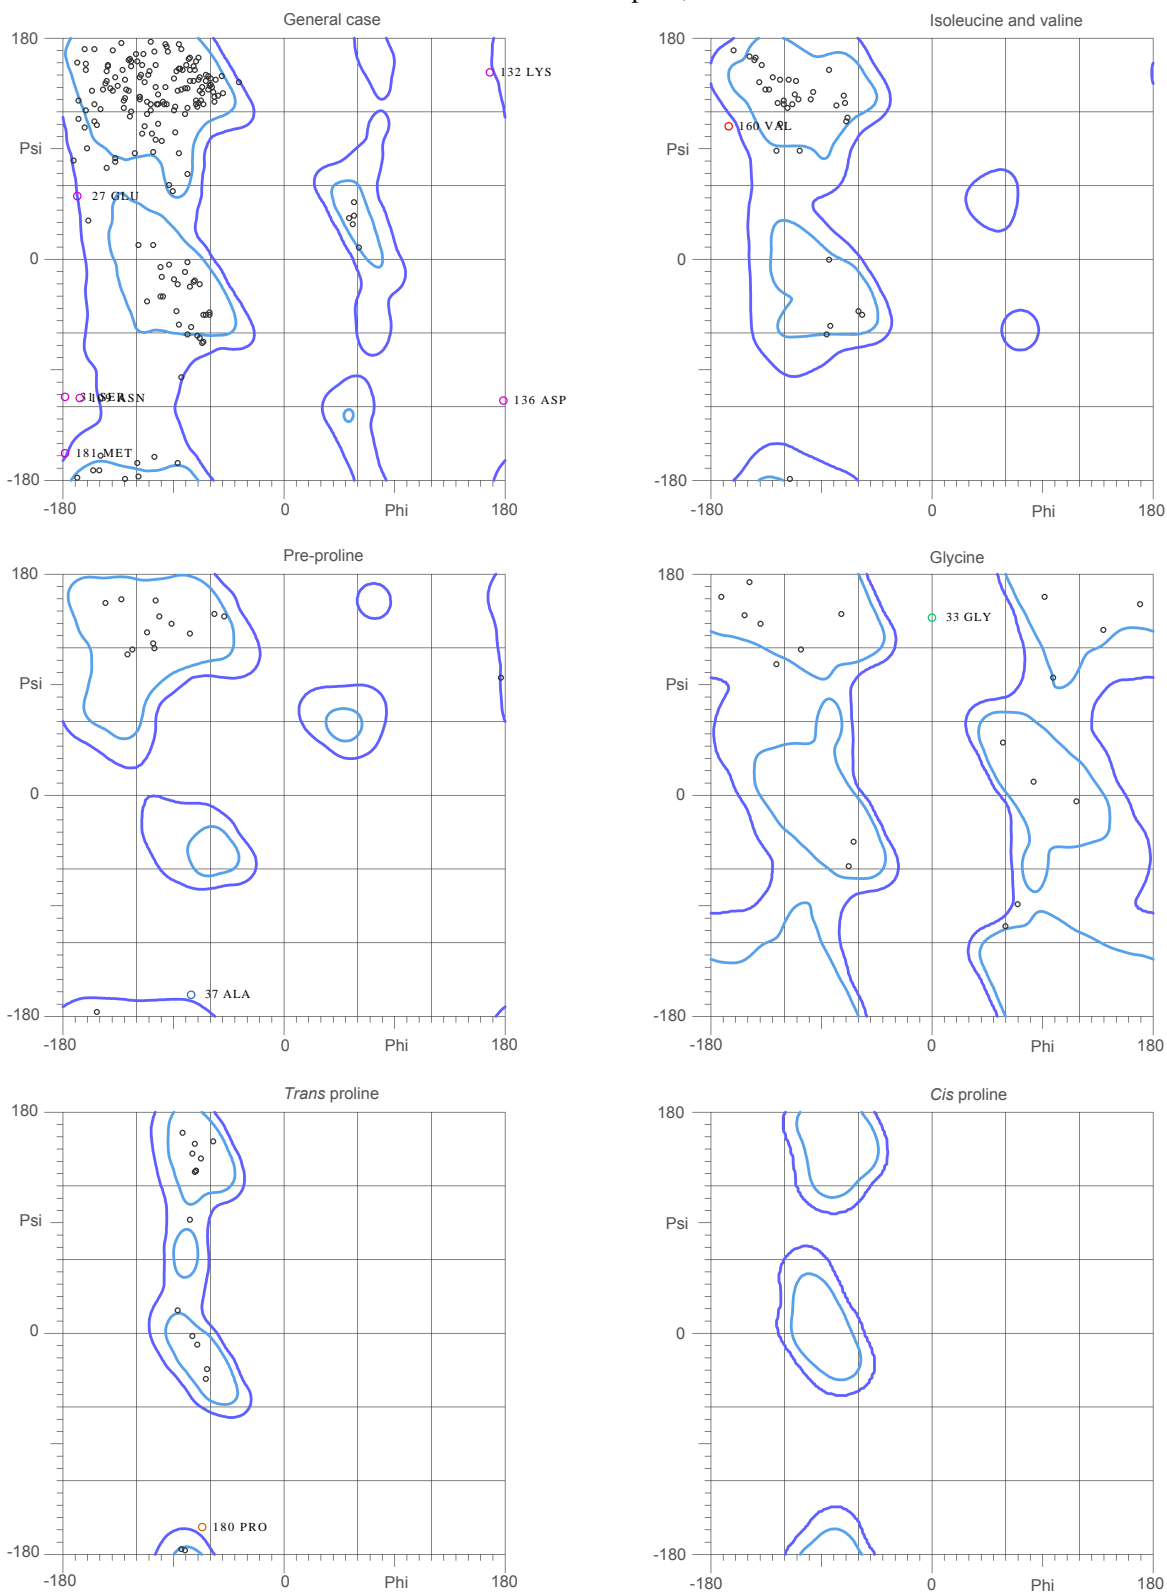 General case
Isoleucine and valine
180
Psi
0
-180
-180
0
Phi
180
132 LYS
27 GLU
31 SER
ASN
136 ASP
181 MET
180
Psi
0
-180
-180
0
Phi
180
160 VAL
Pre-proline
Glycine
180
Psi
0
-180
-180
0
Phi
180
37 ALA
180
Psi
0
-180
-180
0
Phi
180
33 GLY
Trans proline
Cis proline
180
Psi
0
-180
-180
0
Phi
180
180 PRO
180
Psi
0
-180
-180
0
Phi
180